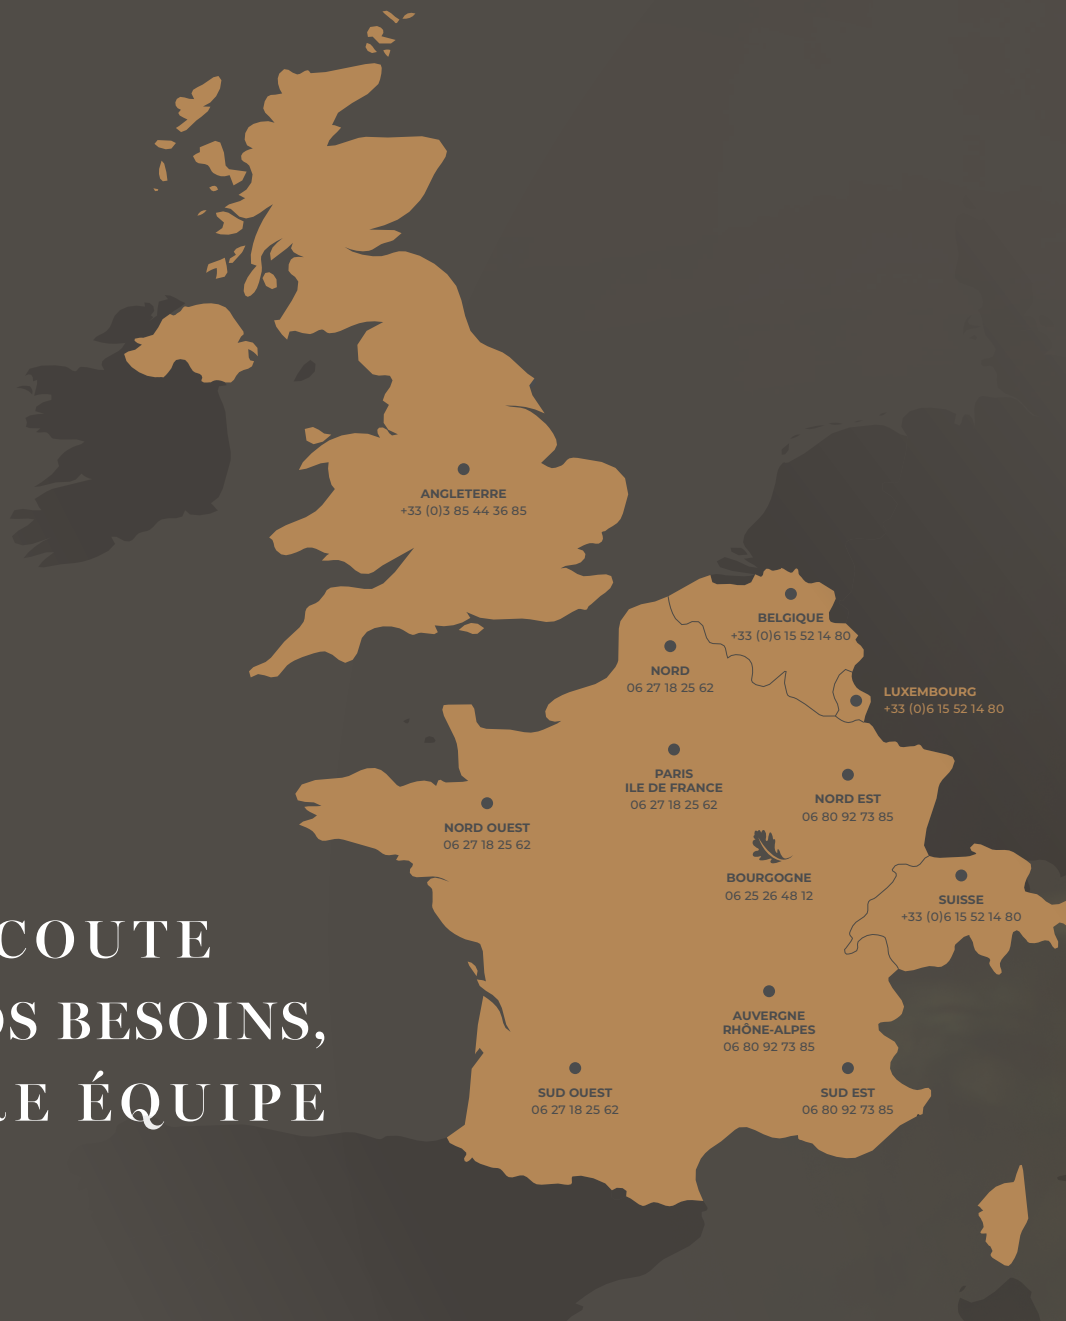 ANGLETERRE
+33 (0)3 85 44 36 85
BELGIQUE
+33 (0)6 15 52 14 80
NORD
06 27 18 25 62
LUXEMBOURG
+33 (0)6 15 52 14 80
PARIS
ILE DE FRANCE
06 27 18 25 62
NORD EST
06 80 92 73 85
NORD OUEST
06 27 18 25 62
BOURGOGNE
06 25 26 48 12
SUISSE
+33 (0)6 15 52 14 80
COUTE
OS BESOINS,
RE ÉQUIPE
AUVERGNE
RHÔNE-ALPES
06 80 92 73 85
SUD OUEST
06 27 18 25 62
SUD EST
06 80 92 73 85